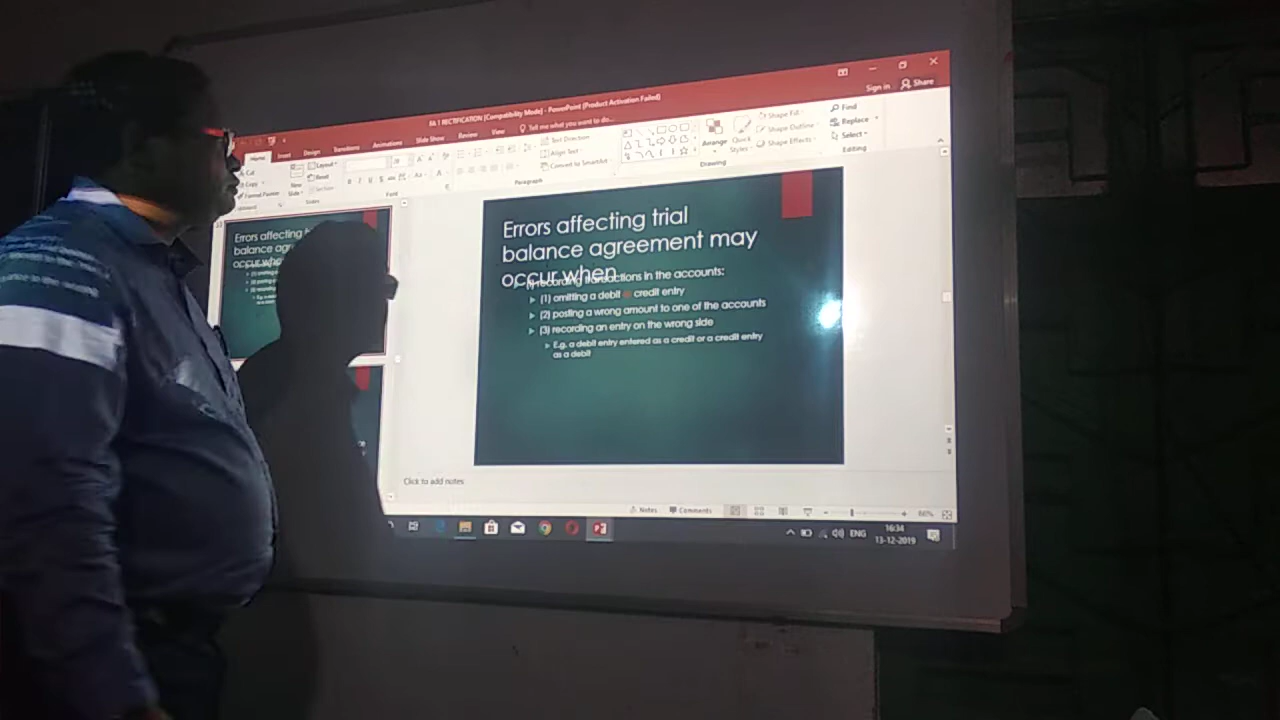 RA 1 RECTIFICATION [Compatibility Mode] - PowerPoint (Product Activation Failed)
Sign in Share
Home Insert Design Transitions Animations Slide Show Review View Tell me what you want to do...
Cut
Copy
Format Painter
New
Slide
Layout
Reset
Section
Font
Text Direction
Align Text
Convert to SmartArt
Paragraph
Arrange
Quick
Styles
Shape Fill
Shape Outline
Shape Effects
Drawing
Find
Replace
Select
Editing
Errors affecting
balance
occur
Errors affecting trial
balance agreement may
occur when
(i) recording transactions in the accounts:
(1) omitting a debit or credit entry
(2) posting a wrong amount to one of the accounts
(3) recording an entry on the wrong side
E.g. a debit entry entered as a credit or a credit entry
as a debit
Click to add notes
Notes Comments 66%
ENG
16:34
13-12-2019